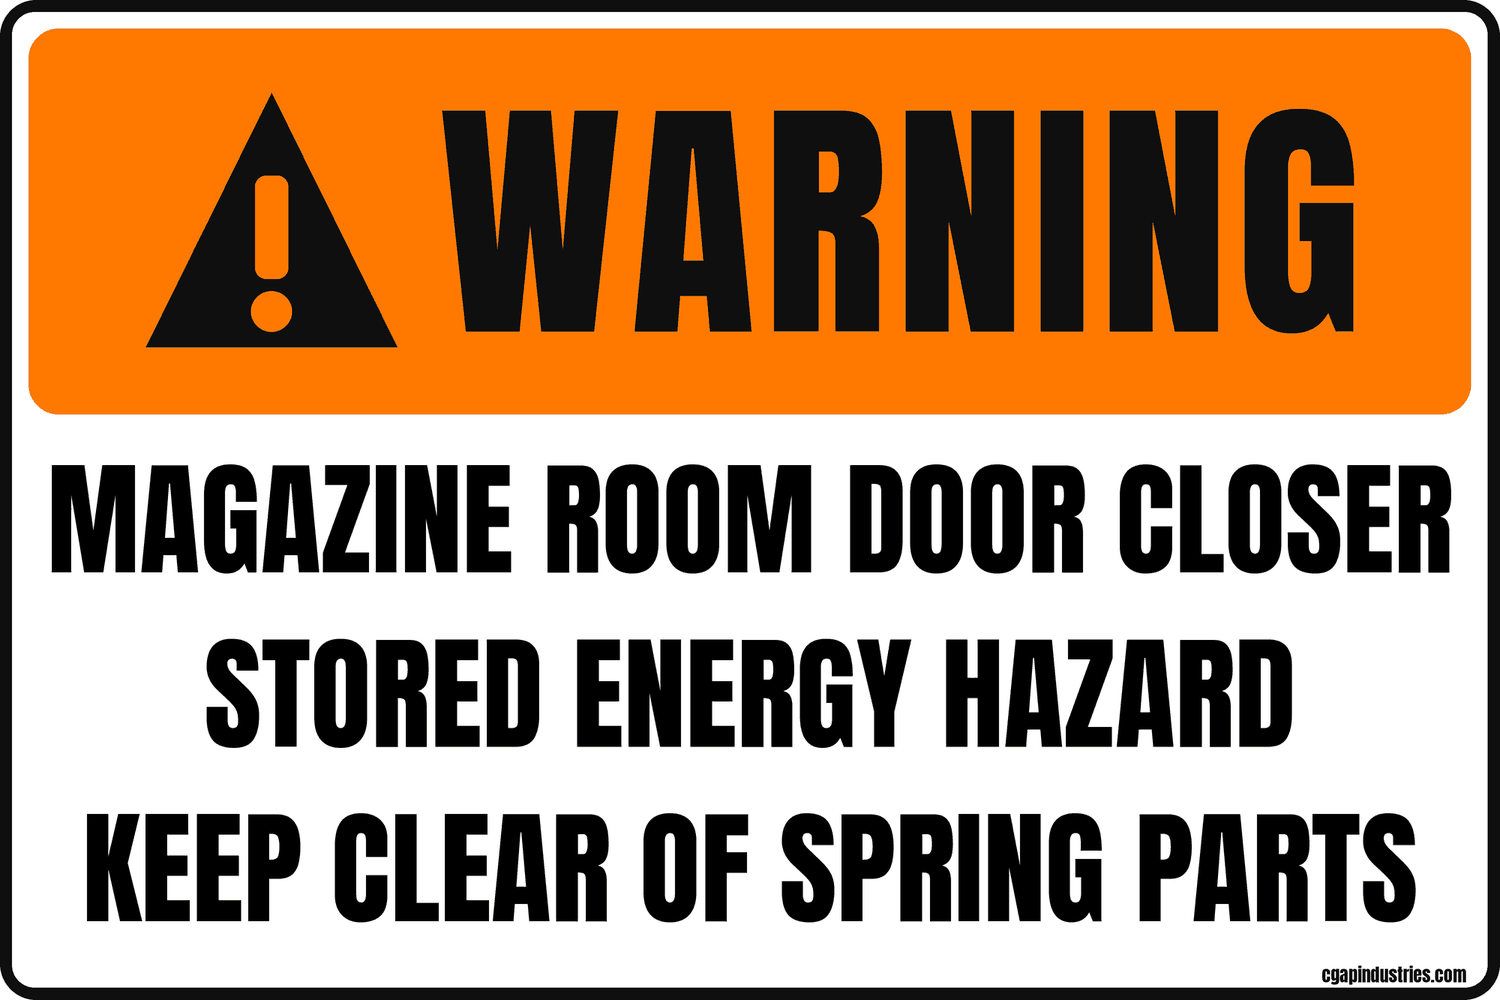 WARNING
MAGAZINE ROOM DOOR CLOSER
STORED ENERGY HAZARD
KEEP CLEAR OF SPRING PARTS
cgapindustries.com